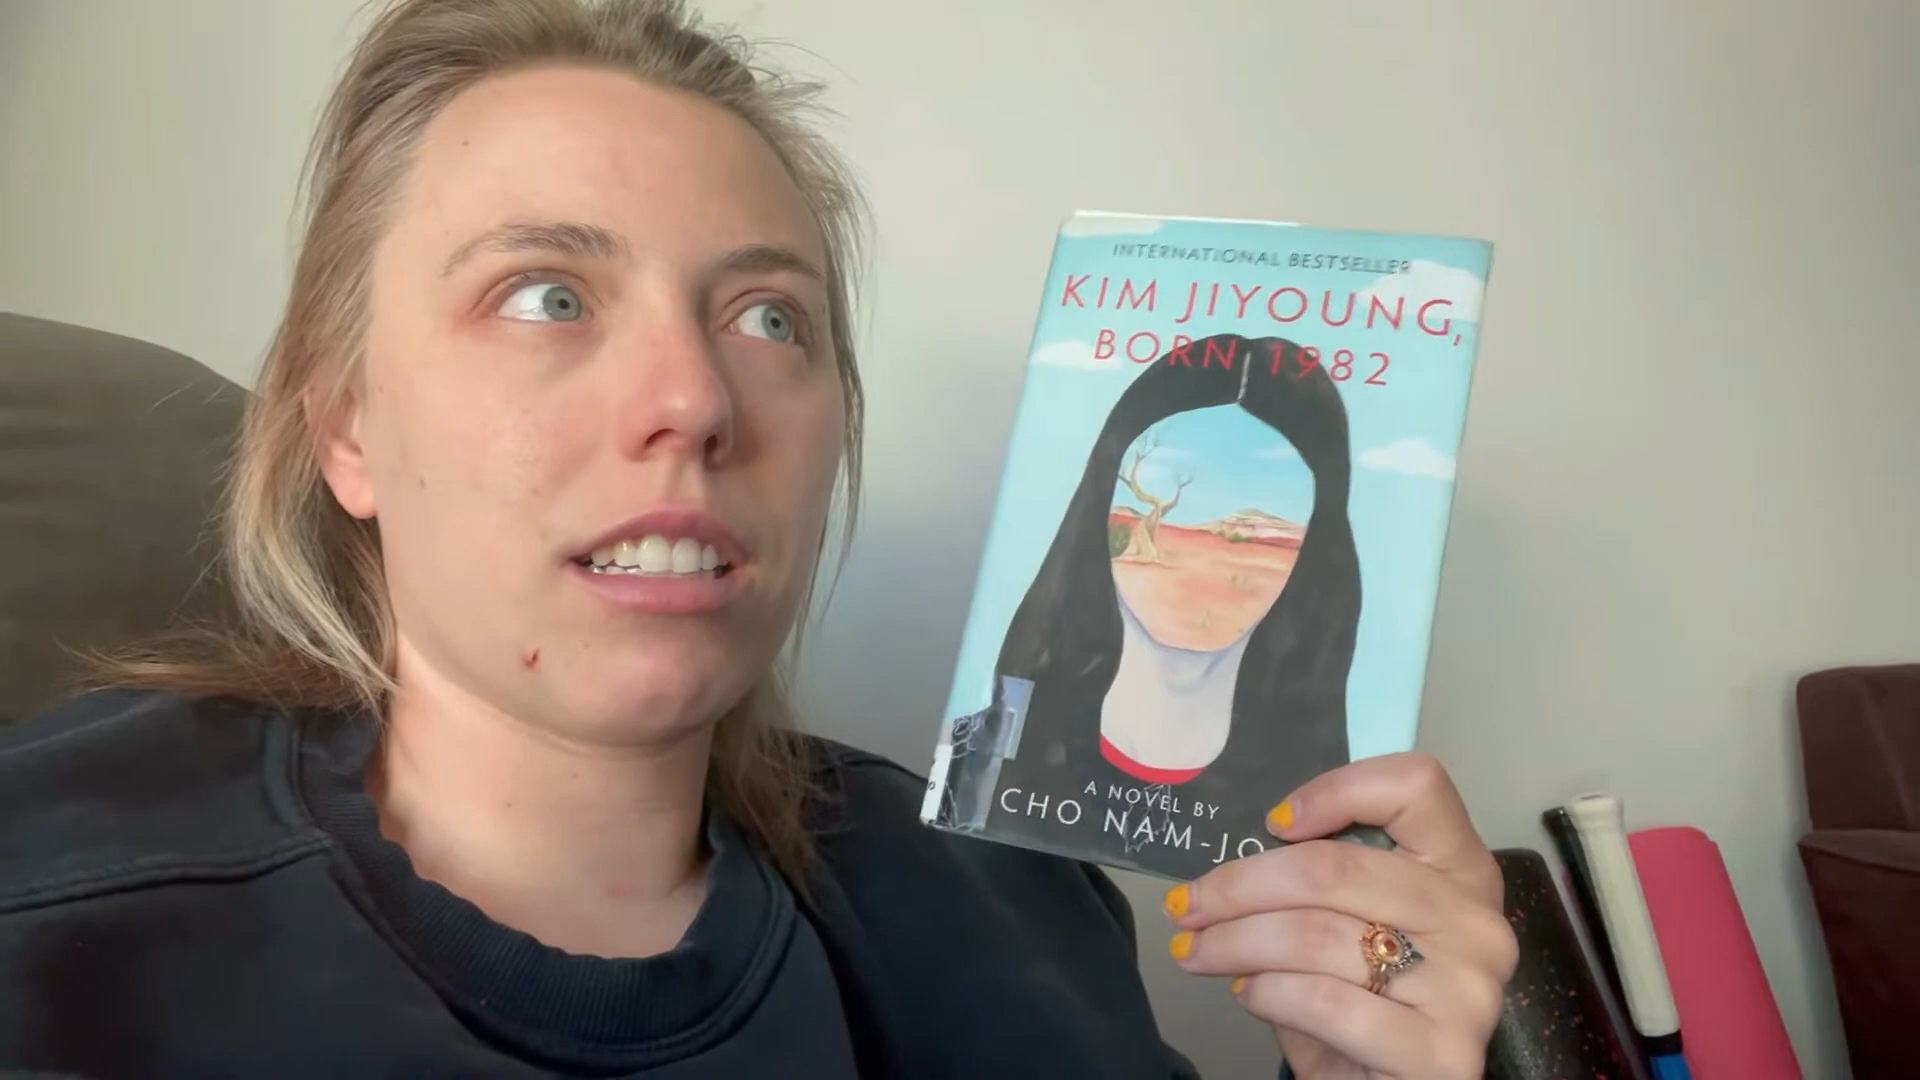 INTERNATIONAL BESTSELLER
KIM JIYOUNG,
BORN 1982
A NOVEL BY
CHO NAM-JO